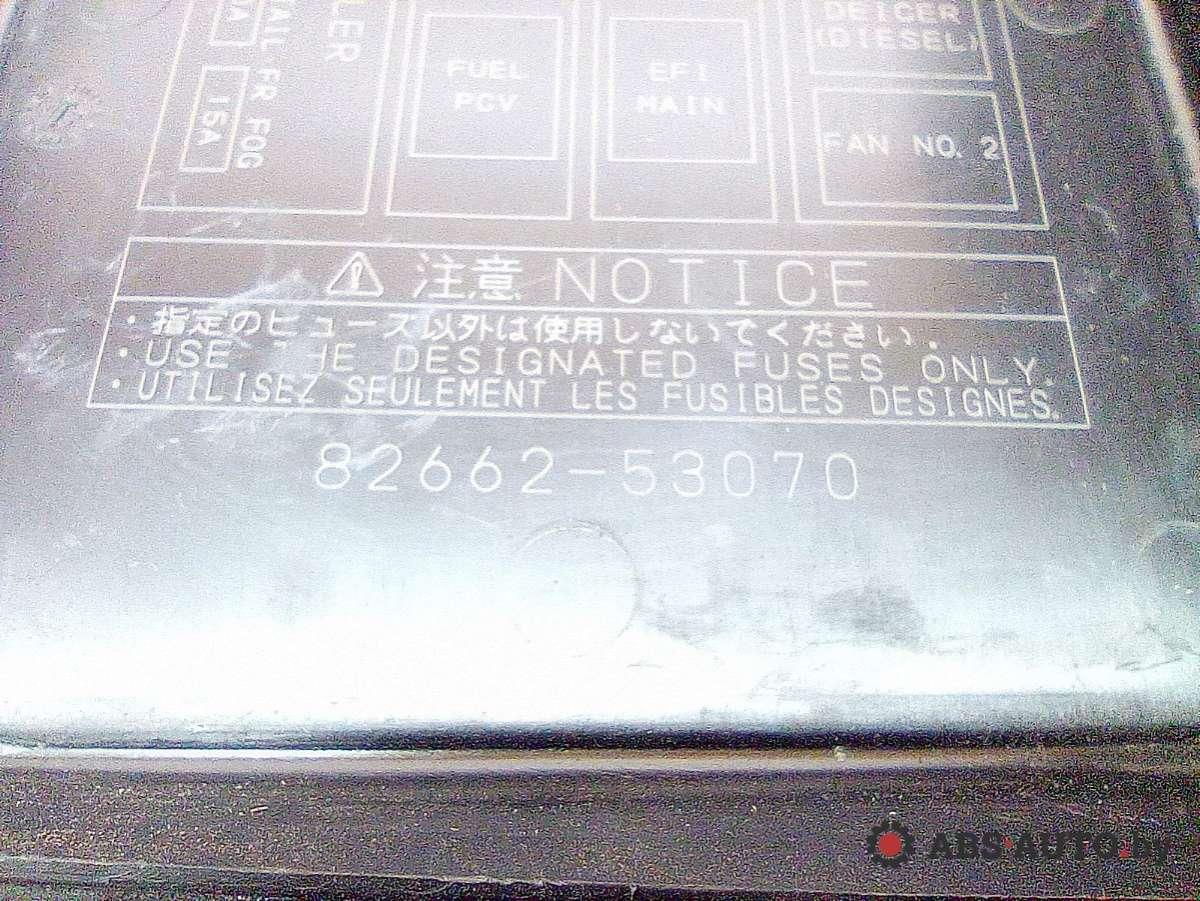 DEICER
(DIESEL)
FUEL
PCV
EFI
MAIN
FAN NO. 2
FR FOG
15A
⚠ 注意 NOTICE
・指定のヒューズ以外は使用しないでください.
・USE THE DESIGNATED FUSES ONLY.
・UTILISEZ SEULEMENT LES FUSIBLES DESIGNES.
82662-53070
ABS-AUTO.by